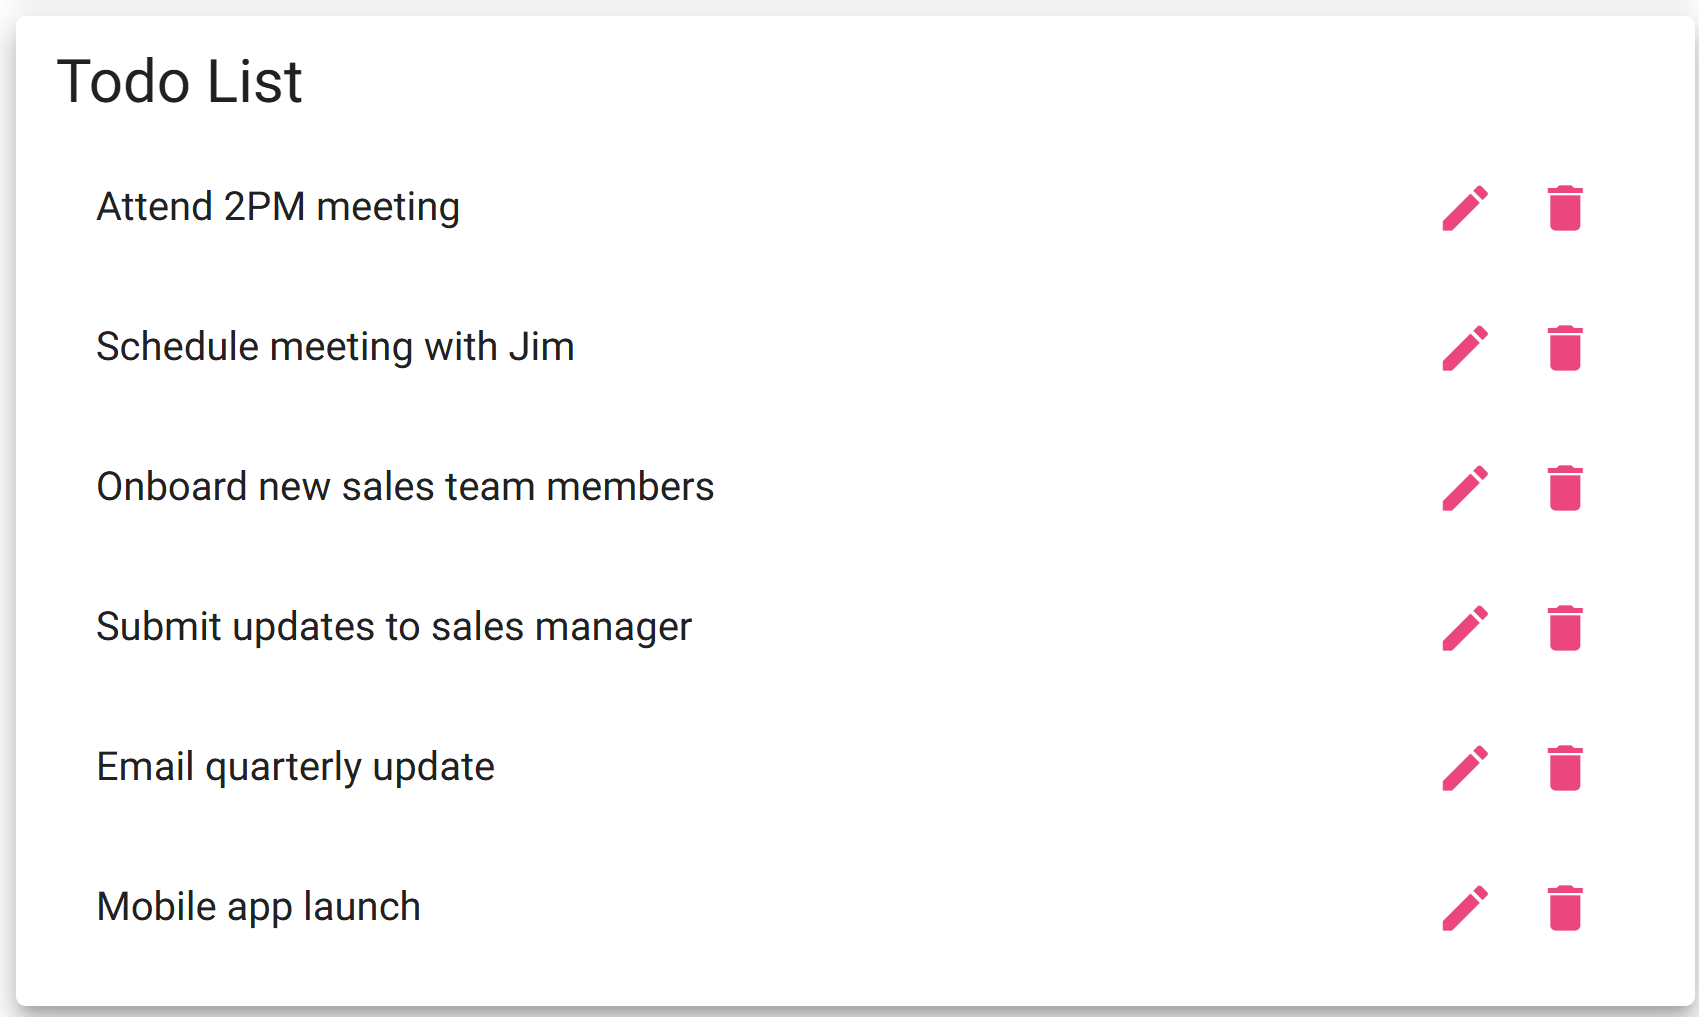 Todo List
Attend 2PM meeting
Schedule meeting with Jim
Onboard new sales team members
Submit updates to sales manager
Email quarterly update
Mobile app launch